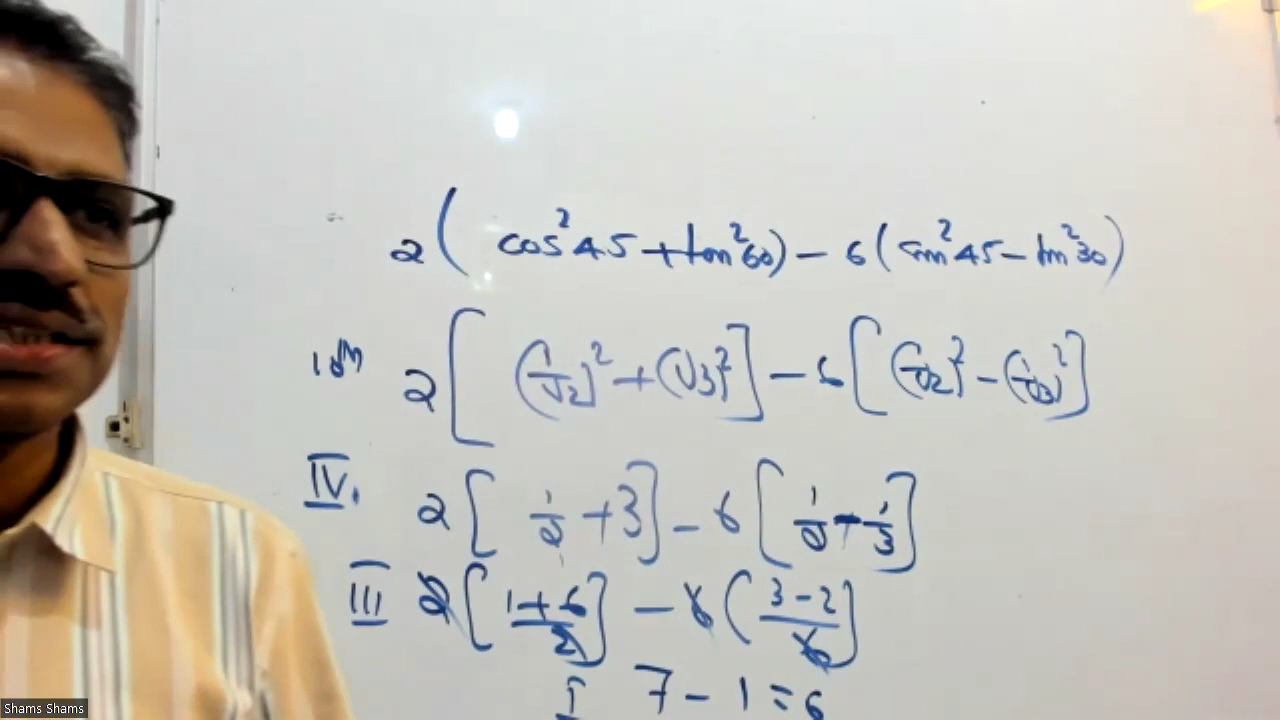 2 ( cos²45 + tan²60) - 6 (sin²45 - tan²30)
2 [ (1/√2)² + (√3)² ] - 6 [ (1/√2)² - (1/√3)² ]
IV. 2 [ 1/2 + 3 ] - 6 [ 1/2 - 1/3 ]
III 2 [ 1+6/2 ] - 6 ( 3-2/6 ]
I 7 - 1 = 6
Shams Shams